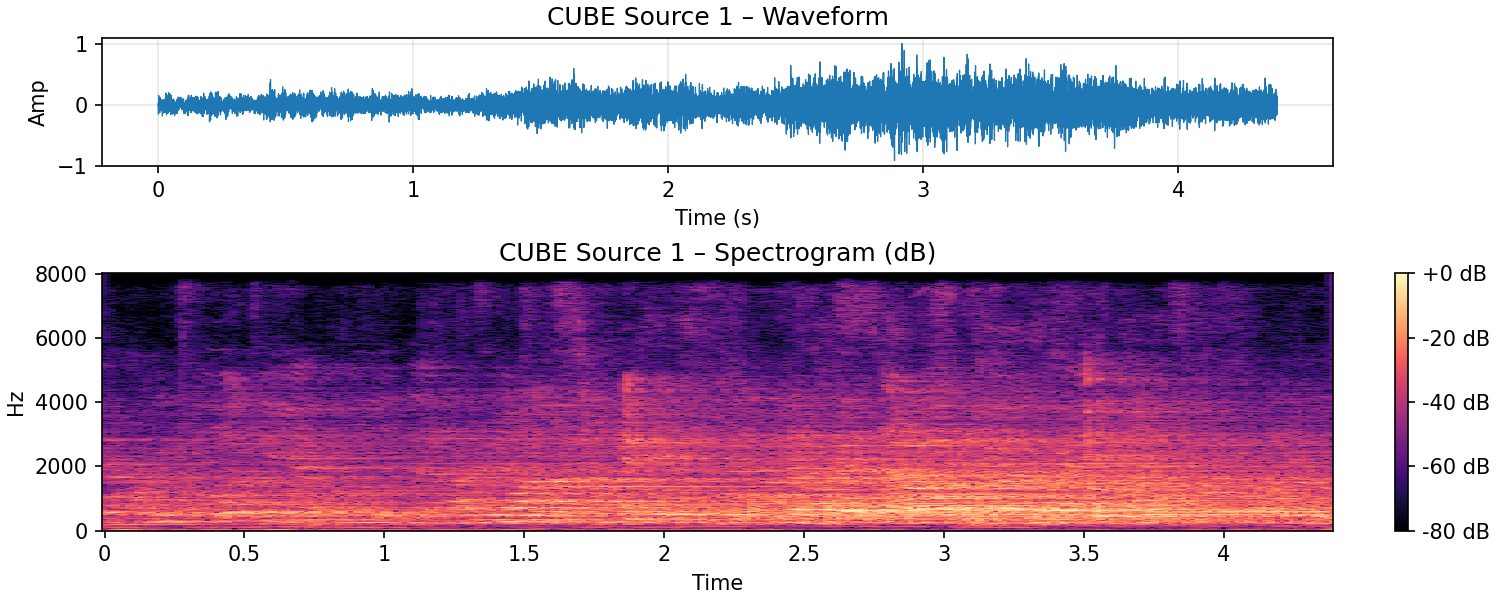 CUBE Source 1 – Waveform
1
0
−1
Amp
0 1 2 3 4
Time (s)
CUBE Source 1 – Spectrogram (dB)
8000
6000
4000
2000
0
Hz
0 0.5 1 1.5 2 2.5 3 3.5 4
Time
+0 dB
-20 dB
-40 dB
-60 dB
-80 dB